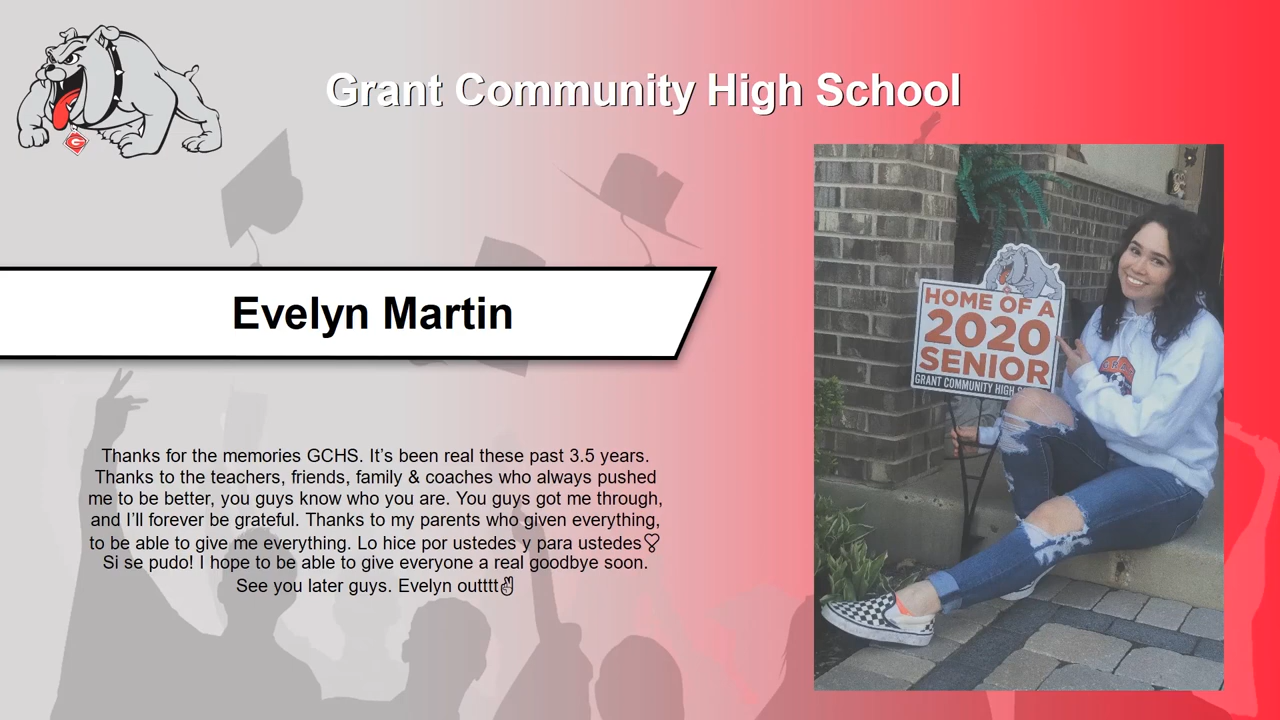 Grant Community High School
Evelyn Martin
Thanks for the memories GCHS. It’s been real these past 3.5 years.
Thanks to the teachers, friends, family & coaches who always pushed
me to be better, you guys know who you are. You guys got me through,
and I’ll forever be grateful. Thanks to my parents who given everything,
to be able to give me everything. Lo hice por ustedes y para ustedes♡
Si se pudo! I hope to be able to give everyone a real goodbye soon.
See you later guys. Evelyn outttt✌
HOME OF A
2020
SENIOR
GRANT COMMUNITY HIGH
G